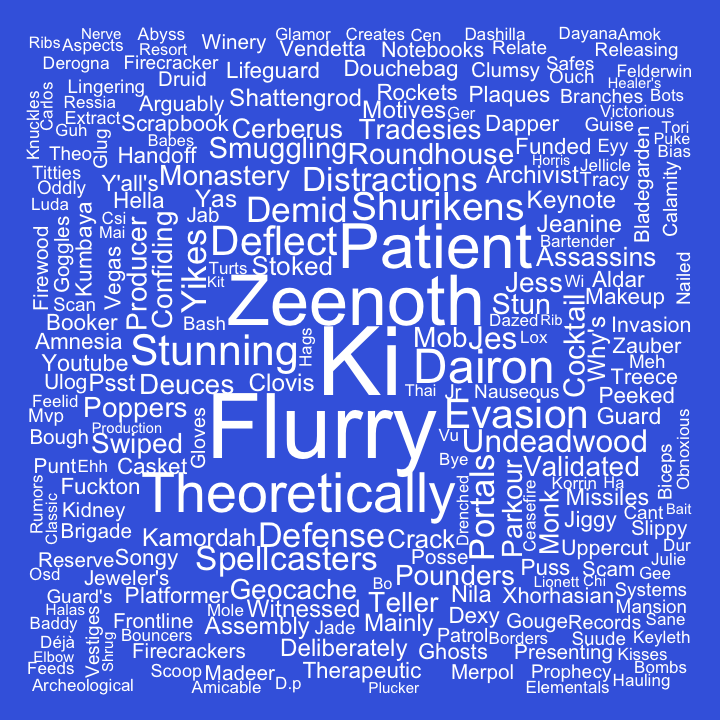 Nerve
Abyss
Glamor
Creates
Cen
Dashilla
Dayana
Amok
Ribs
Aspects
Resort
Winery
Vendetta
Notebooks
Relate
Releasing
Derogna
Firecracker
Druid
Lifeguard
Douchebag
Clumsy
Safes
Ouch
Felderwin
Lingering
Ressia
Arguably
Shattengrod
Rockets
Plaques
Branches
Healer's
Bots
Knuckles
Carlos
Extract
Scrapbook
Cerberus
Motives
Ger
Tradesies
Dapper
Funded
Victorious
Guise
Tori
Guh
Glug
Babes
Smuggling
Roundhouse
Eyy
Puke
Bias
Theo
Handoff
Monastery
Distractions
Archivist
Horris
Jellicle
Tracy
Bladegarden
Calamity
Titties
Oddly
Y'all's
Hella
Yas
Demid
Shurikens
Keynote
Luda
Kumbaya
Csi
Mai
Jab
Jeanine
Goggles
Firewood
Vegas
Producer
Confiding
Yikes
Deflect
Patient
Bartender
Assassins
Nailed
Turts
Kit
Stoked
Zeenoth
Jess
Wi
Aldar
Makeup
Scan
Booker
Bash
Stun
Dazed
Rib
Cocktail
Why's
Invasion
Amnesia
Stunning
Hags
Ki
Mob
Jes
Lox
Zauber
Youtube
Meh
Ulog
Psst
Deuces
Clovis
Dairon
Treece
Feelid
Poppers
Thai
Jr
Nauseous
Peeked
Mvp
Flurry
Evasion
Guard
Production
Gloves
Bough
Swiped
Vu
Undeadwood
Obnoxious
Punt
Ehh
Casket
Bye
Portals
Validated
Biceps
Fuckton
Theoretically
Drenched
Parkour
Ceasefire
Monk
Korrin
Ha
Missiles
Rumors
Classic
Kidney
Jiggy
Cant
Bait
Brigade
Kamordah
Defense
Crack
Slippy
Reserve
Songy
Spellcasters
Posse
Uppercut
Dur
Julie
Osd
Jeweler's
Pounders
Puss
Scam
Gee
Guard's
Platformer
Geocache
Bo
Nila
Lionett
Chi
Xhorhasian
Systems
Halas
Mole
Witnessed
Teller
Mansion
Baddy
Vestiges
Frontline
Assembly
Jade
Mainly
Dexy
Gouge
Records
Sane
Déjà
Bouncers
Patrol
Borders
Suude
Keyleth
Elbow
Shrug
Firecrackers
Deliberately
Ghosts
Presenting
Kisses
Feeds
Scoop
Madeer
Therapeutic
Merpol
Prophecy
Bombs
Archeological
Amicable
D.p
Plucker
Elementals
Hauling